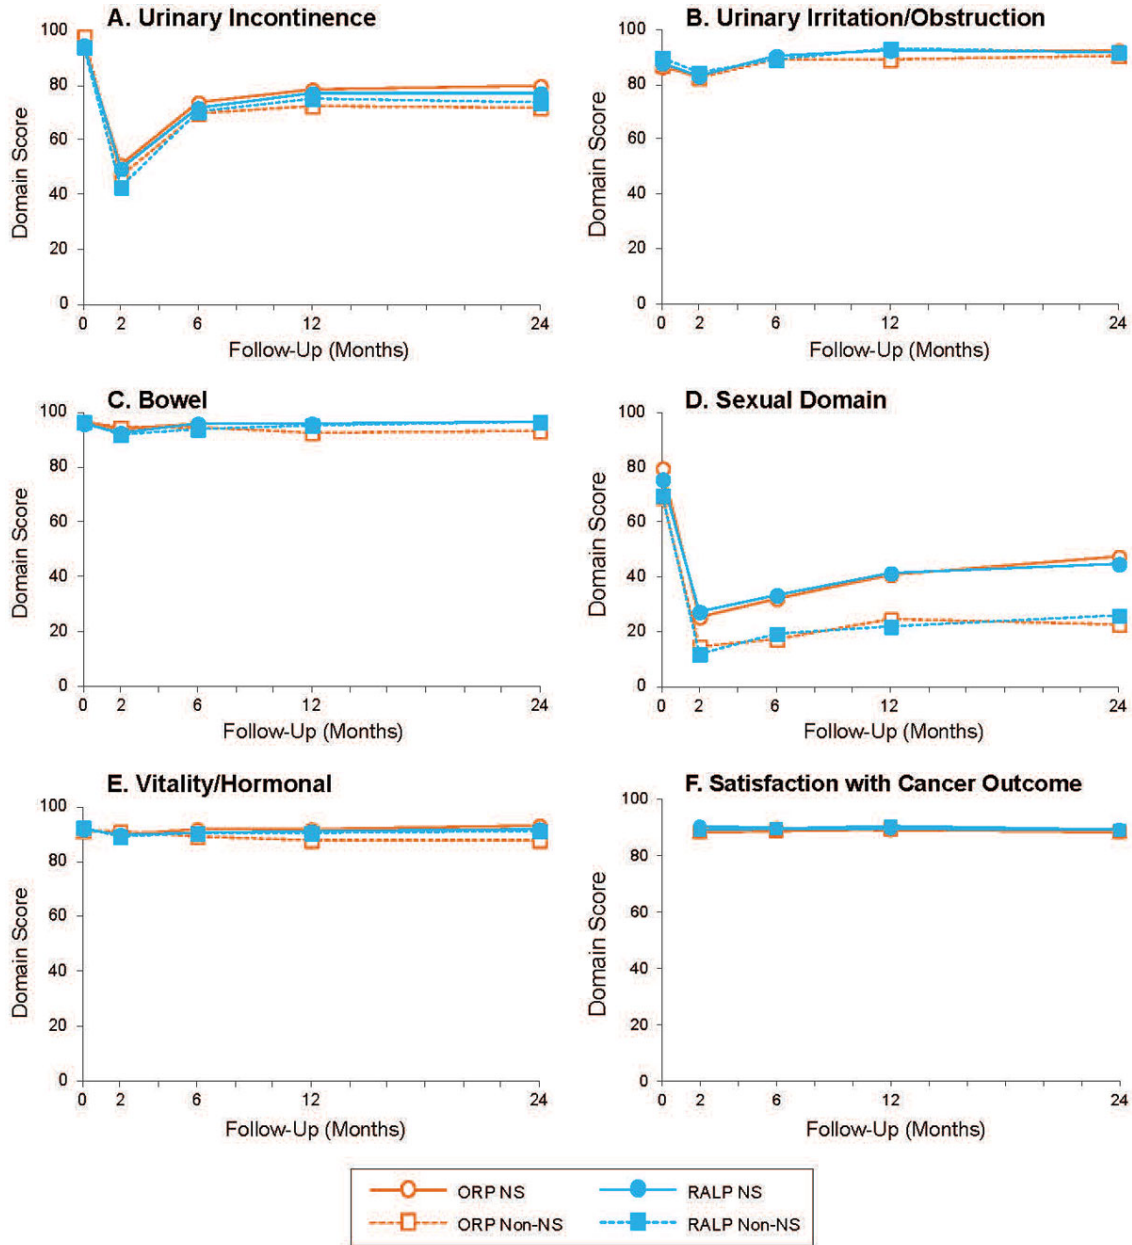 A. Urinary Incontinence
100
80
60
40
20
0
Domain Score
0 2 6 12 24
Follow-Up (Months)
B. Urinary Irritation/Obstruction
100
80
60
40
20
0
Domain Score
0 2 6 12 24
Follow-Up (Months)
C. Bowel
100
80
60
40
20
0
Domain Score
0 2 6 12 24
Follow-Up (Months)
D. Sexual Domain
100
80
60
40
20
0
Domain Score
0 2 6 12 24
Follow-Up (Months)
E. Vitality/Hormonal
100
80
60
40
20
0
Domain Score
0 2 6 12 24
Follow-Up (Months)
F. Satisfaction with Cancer Outcome
100
80
60
40
20
0
Domain Score
0 2 6 12 24
Follow-Up (Months)
ORP NS RALP NS
ORP Non-NS RALP Non-NS